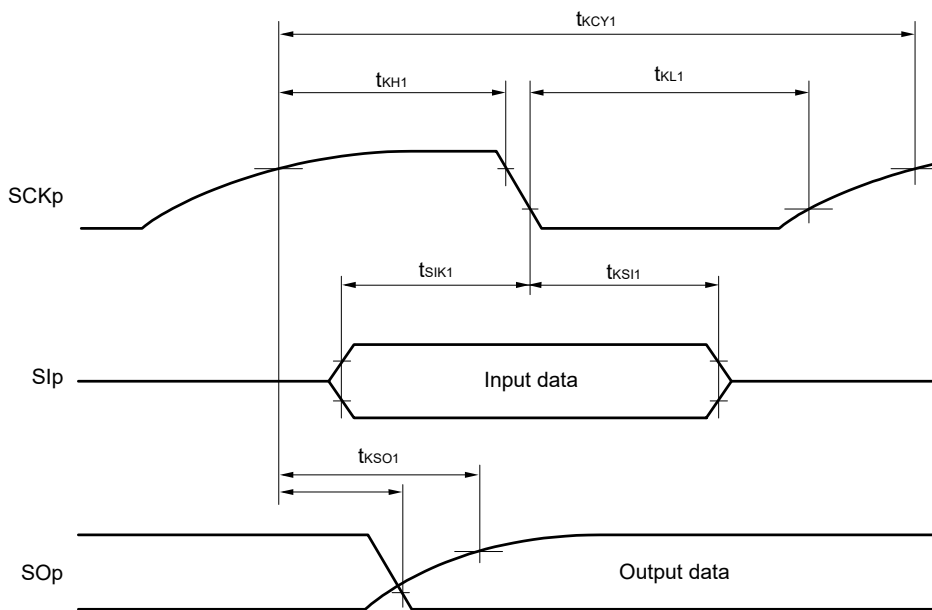 tKCY1
tKH1
tKL1
SCKp
tSIK1
tKSI1
SIp
Input data
tKSO1
SOp
Output data